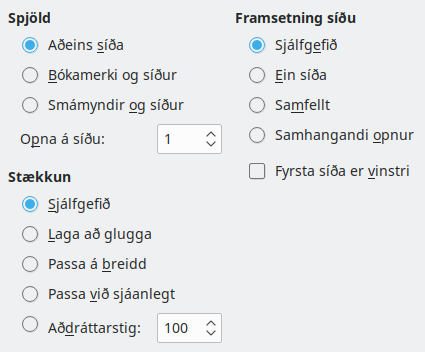 Spjöld
Aðeins síða
Bókamerki og síður
Smámyndir og síður
Opna á síðu: 1
Stækkun
Sjálfgefið
Laga að glugga
Passa á breidd
Passa við sjáanlegt
Aðdráttarstig: 100
Framsetning síðu
Sjálfgefið
Ein síða
Samfellt
Samhangandi opnur
Fyrsta síða er vinstri